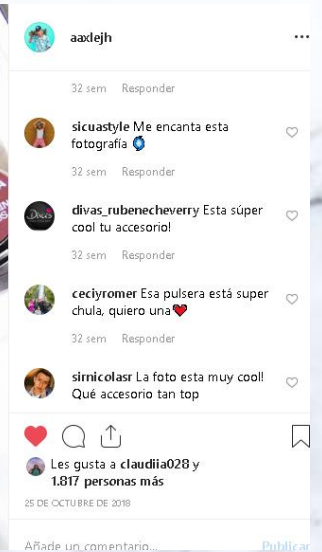 aaxlejh
32 sem Responder
sicuastyle Me encanta esta
fotografía
32 sem Responder
divas_rubenecheverry Esta súper
cool tu accesorio!
32 sem Responder
ceciyromer Esa pulsera está super
chula, quiero una❤
32 sem Responder
sirnicolasr La foto esta muy cool!
Qué accesorio tan top
Les gusta a claudiia028 y
1.817 personas más
25 DE OCTUBRE DE 2018
Añade un comentario... Publicar